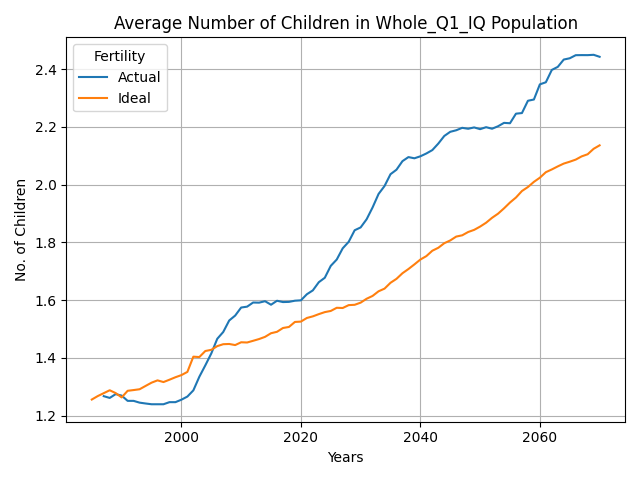 Average Number of Children in Whole_Q1_IQ Population
Fertility
Actual
Ideal
No. of Children
2.4
2.2
2.0
1.8
1.6
1.4
1.2
2000
2020
2040
2060
Years